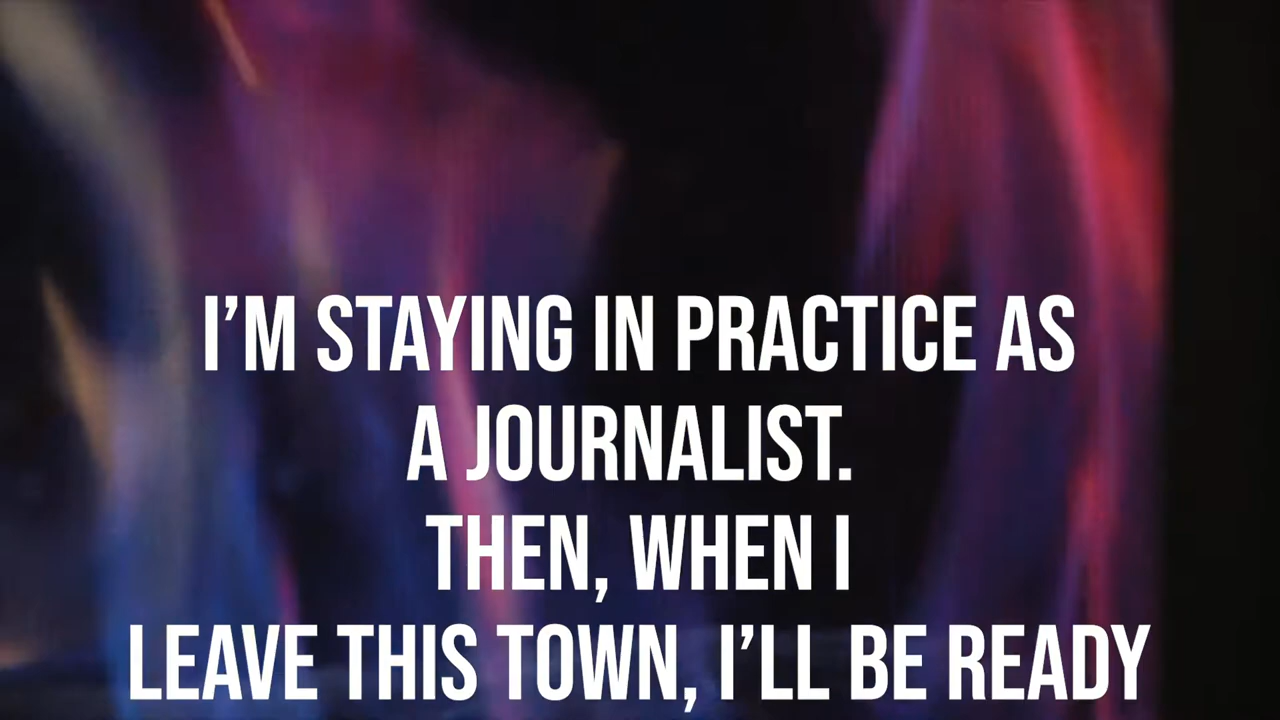 I'M STAYING IN PRACTICE AS
A JOURNALIST.
THEN, WHEN I
LEAVE THIS TOWN, I'LL BE READY